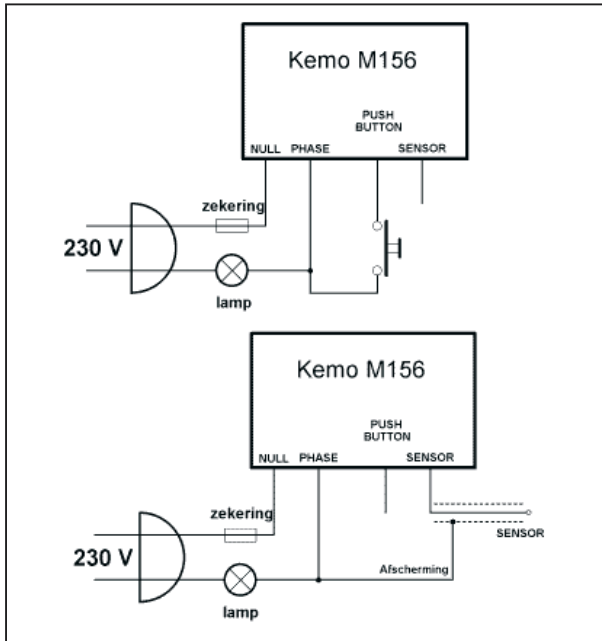 Kemo M156
PUSH
BUTTON
NULL PHASE SENSOR
zekering
230 V
lamp
Kemo M156
PUSH
BUTTON
NULL PHASE SENSOR
zekering
SENSOR
230 V
Afscherming
lamp